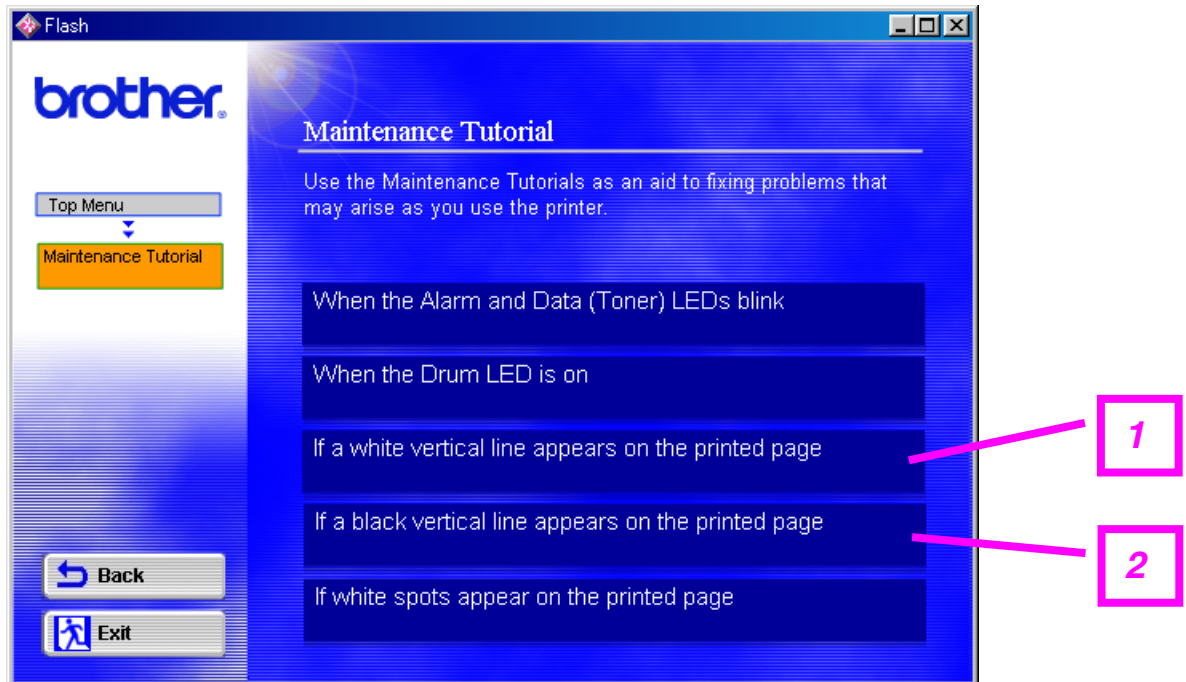 Flash
brother.
Top Menu
Maintenance Tutorial
Back
Exit
Maintenance Tutorial
Use the Maintenance Tutorials as an aid to fixing problems that
may arise as you use the printer.
When the Alarm and Data (Toner) LEDs blink
When the Drum LED is on
If a white vertical line appears on the printed page
If a black vertical line appears on the printed page
If white spots appear on the printed page
1
2